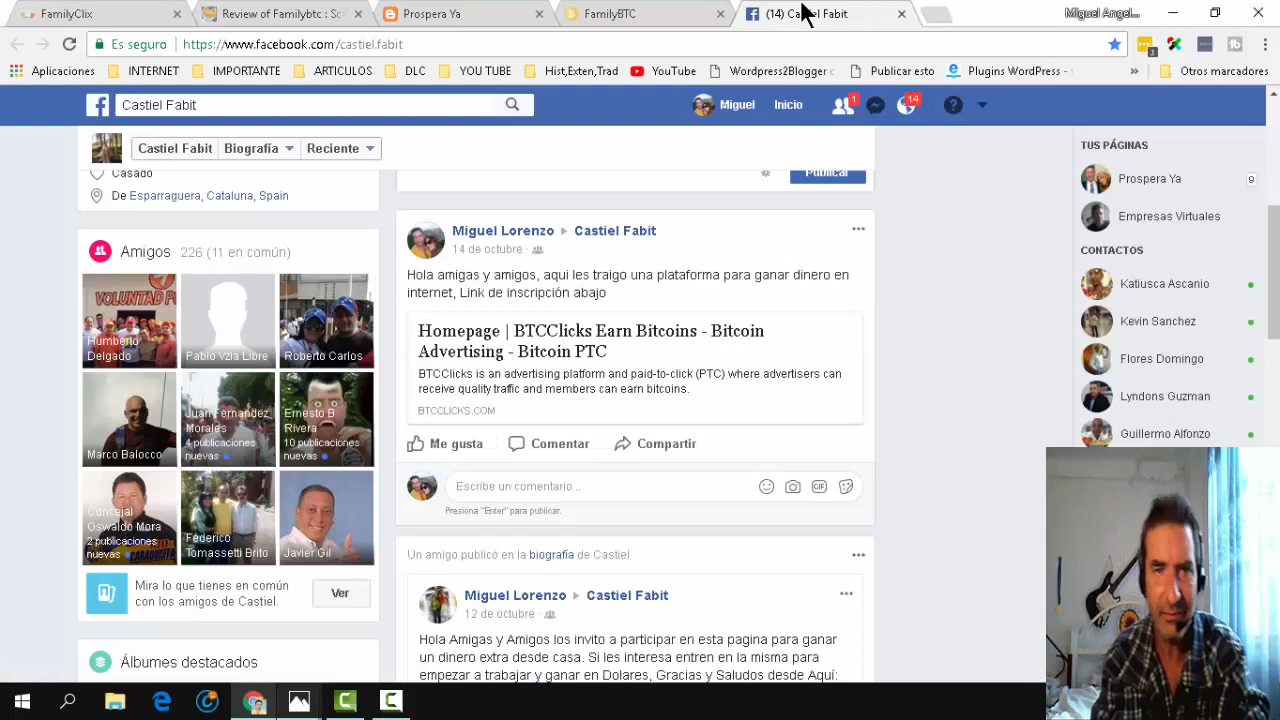 FamilyClix
Review of Familybtc : Sc
Prospera Ya
FamilyBTC
(14) Castiel Fabit
Miguel Angel...
Es seguro
https://www.facebook.com/castiel.fabit
3
Aplicaciones
INTERNET
IMPORTANTE
ARTICULOS
DLC
YOU TUBE
Hist,Exten,Trad
YouTube
Wordpress2Blogger c
Publicar esto
Plugins WordPress -
»
Otros marcadores
Castiel Fabit
Miguel
Inicio
1
14
Castiel Fabit
Biografía
Reciente
Casado
De Esparraguera, Cataluna, Spain
Publicar
Amigos 226 (11 en común)
VOLUNTAD P
Humberto
Delgado
Pablo Vzla Libre
Roberto Carlos
Marco Balocco
Juan Fernandez
Morales
4 publicaciones
nuevas
Ernesto B
Rivera
10 publicaciones
nuevas
Concejal
Oswaldo Mora
2 publicaciones
nuevas
Federico
Tomassetti Brito
Javier Gil
Mira lo que tienes en común
con los amigos de Castiel.
Ver
Álbumes destacados
Miguel Lorenzo ▸ Castiel Fabit
14 de octubre ·
Hola amigas y amigos, aqui les traigo una plataforma para ganar dinero en
internet, Link de inscripción abajo
Homepage | BTCClicks Earn Bitcoins - Bitcoin
Advertising - Bitcoin PTC
BTCClicks is an advertising platform and paid-to-click (PTC) where advertisers can
receive quality traffic and members can earn bitcoins.
BTCCLICKS.COM
Me gusta
Comentar
Compartir
Escribe un comentario...
GIF
Presiona "Enter" para publicar.
Un amigo publicó en la biografía de Castiel
Miguel Lorenzo ▸ Castiel Fabit
12 de octubre ·
Hola Amigas y Amigos los invito a participar en esta pagina para ganar
un dinero extra desde casa. Si les interesa entren en la misma para
empezar a trabajar y ganar en Dolares, Gracias y Saludos desde Aquí:
TUS PÁGINAS
Prospera Ya
9
Empresas Virtuales
CONTACTOS
Katiusca Ascanio
Kevin Sanchez
Flores Domingo
Lyndons Guzman
Guillermo Alfonzo